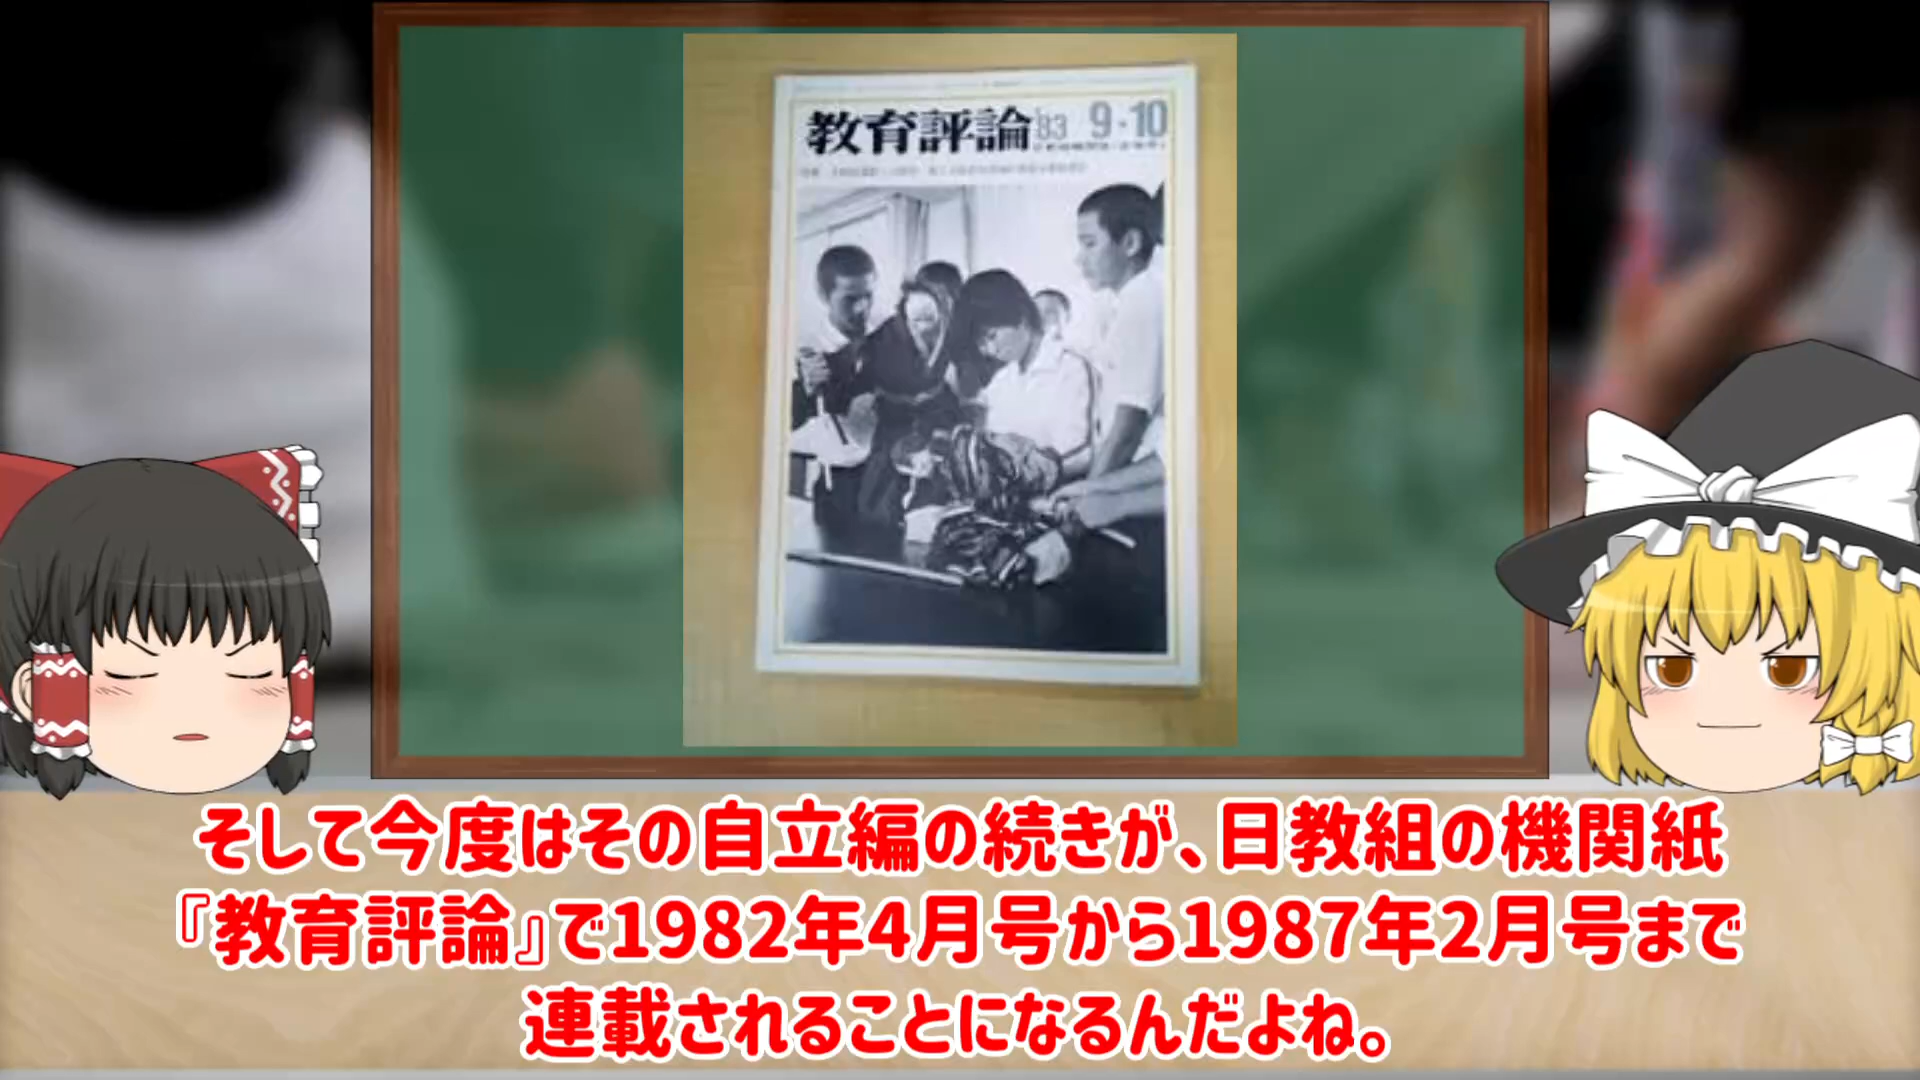 教育評論 '83 9・10
そして今度はその自立編の続きが、日教組の機関紙
『教育評論』で1982年4月号から1987年2月号まで
連載されることになるんだよね。